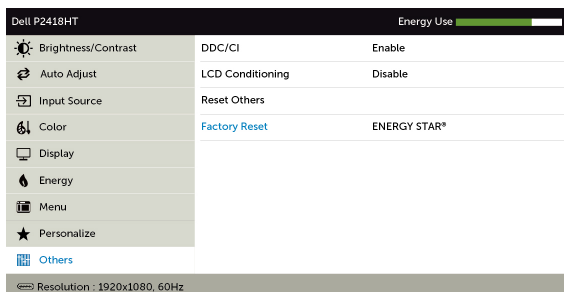 Dell P2418HT Energy Use
Brightness/Contrast DDC/CI Enable
Auto Adjust LCD Conditioning Disable
Input Source Reset Others
Color Factory Reset ENERGY STAR®
Display
Energy
Menu
Personalize
Others
Resolution : 1920x1080, 60Hz